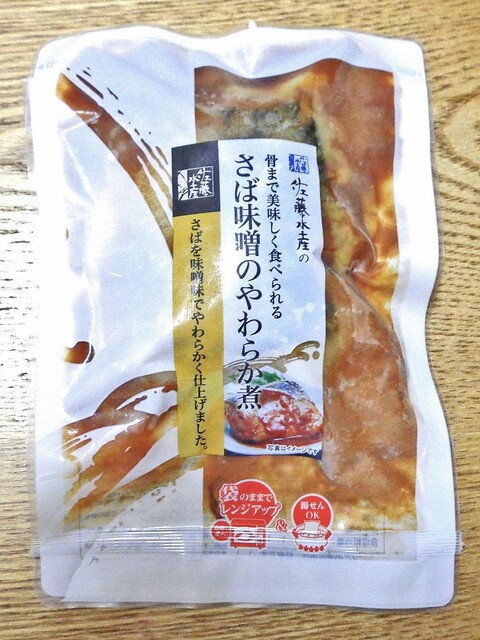 佐藤水産の
骨まで美味しく食べられる
さば味噌のやわらか煮
佐藤水産
さばを味噌味でやわらかく仕上げました。
写真はイメージです
袋のままで
レンジアップ
&
湯せん
OK